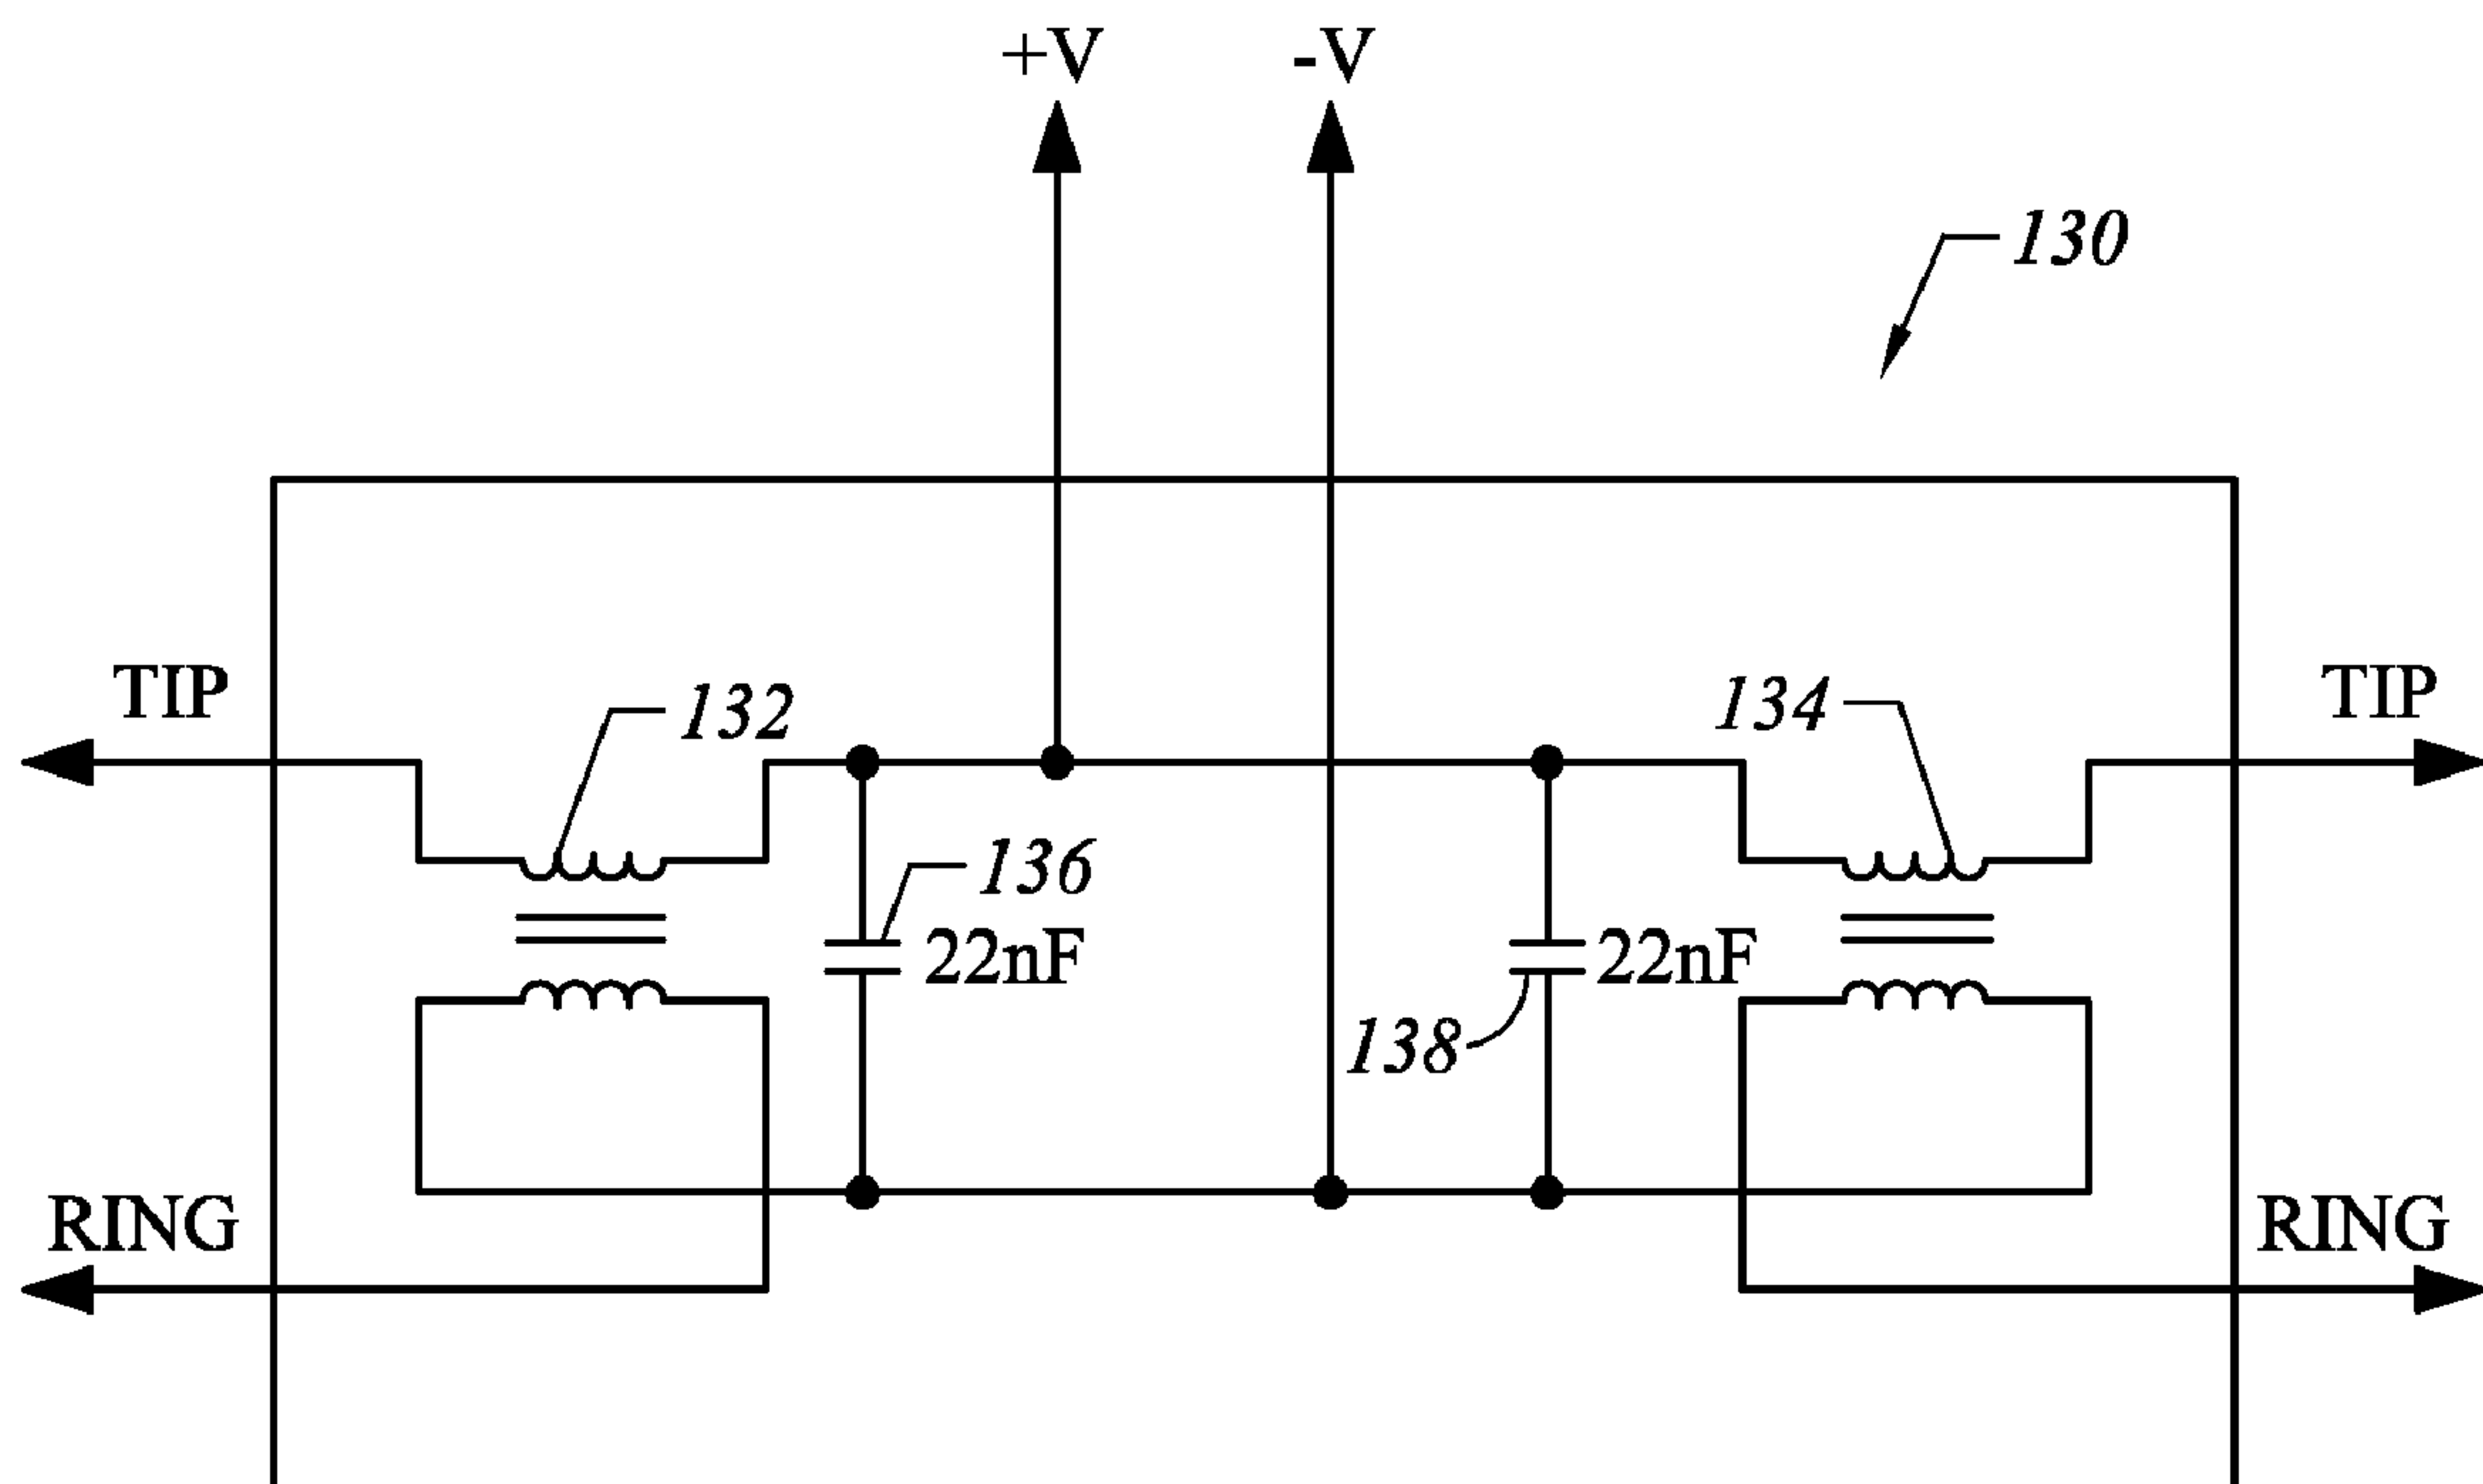 +V
-V
130
TIP
132
134
TIP
136
22nF
22nF
138
RING
RING